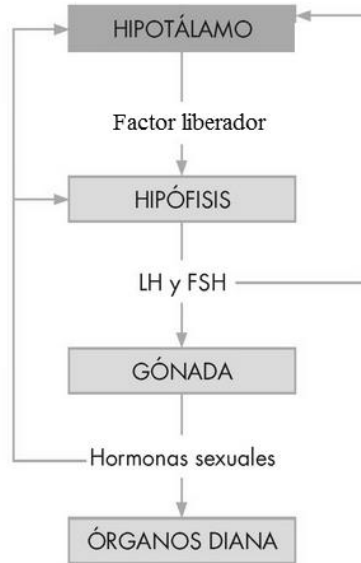 HIPOTÁLAMO
Factor liberador
HIPÓFISIS
LH y FSH
GÓNADA
Hormonas sexuales
ÓRGANOS DIANA